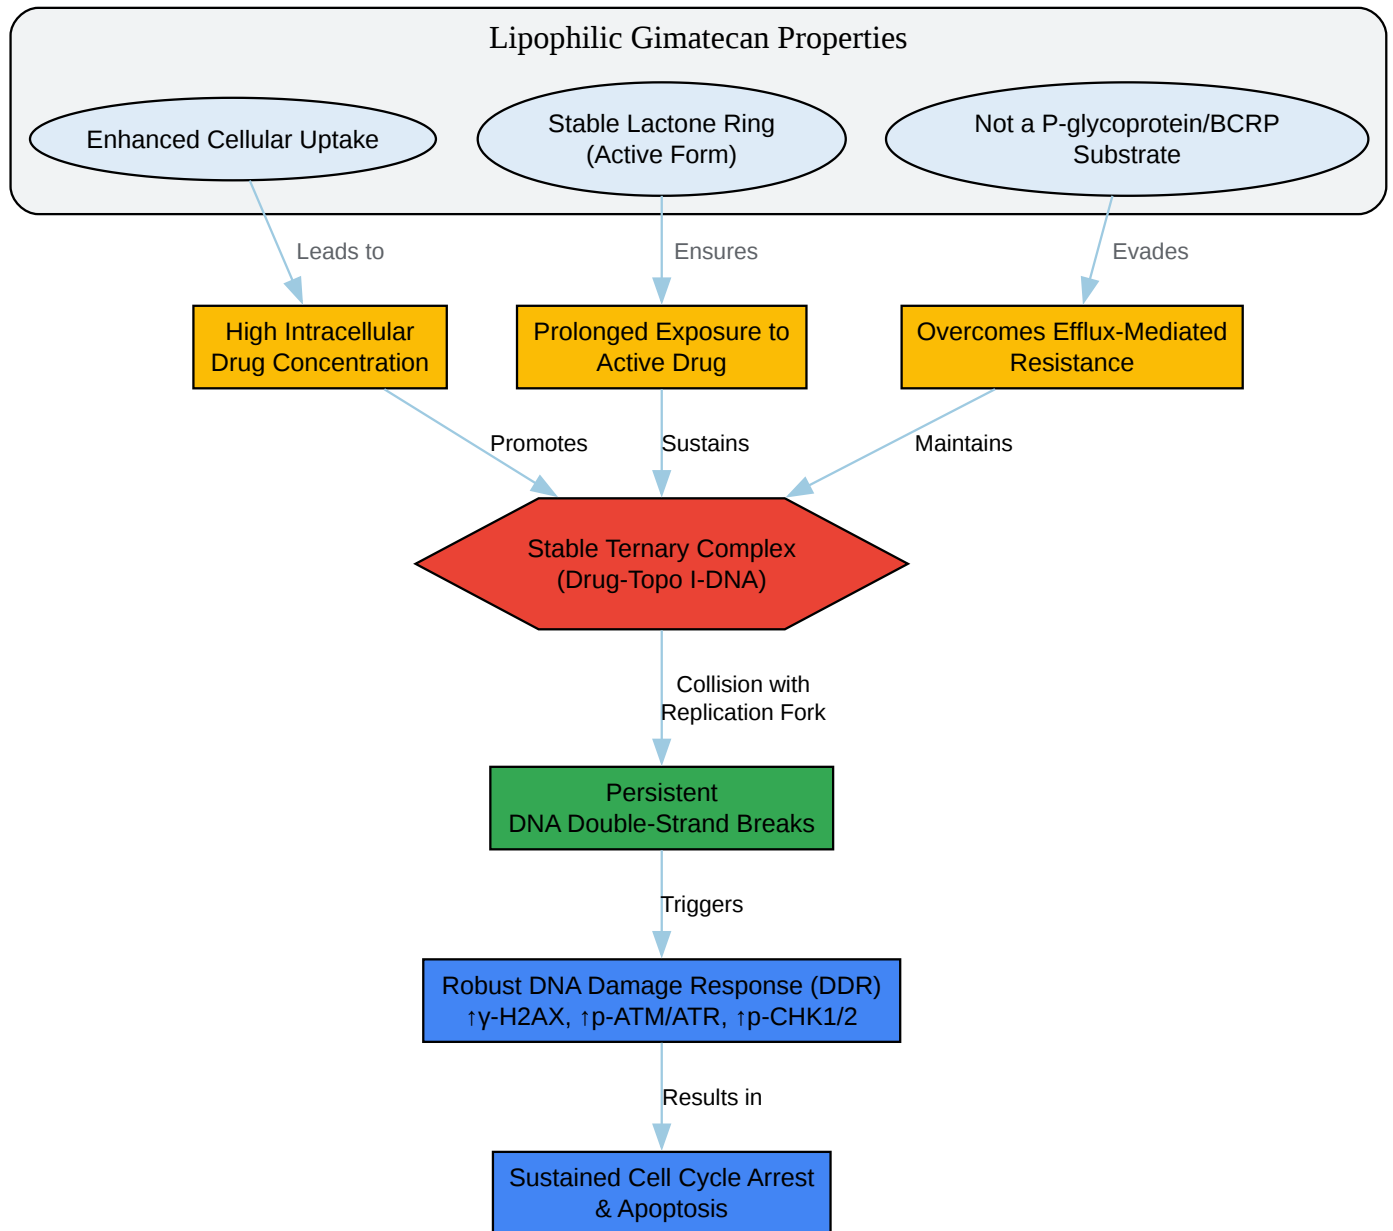 Lipophilic Gimatecan Properties
Enhanced Cellular Uptake
Stable Lactone Ring
(Active Form)
Not a P-glycoprotein/BCRP
Substrate
Leads to
Ensures
Evades
High Intracellular
Drug Concentration
Prolonged Exposure to
Active Drug
Overcomes Efflux-Mediated
Resistance
Promotes
Sustains
Maintains
Stable Ternary Complex
(Drug-Topo I-DNA)
Collision with
Replication Fork
Persistent
DNA Double-Strand Breaks
Triggers
Robust DNA Damage Response (DDR)
↑γ-H2AX, ↑p-ATM/ATR, ↑p-CHK1/2
Results in
Sustained Cell Cycle Arrest
& Apoptosis